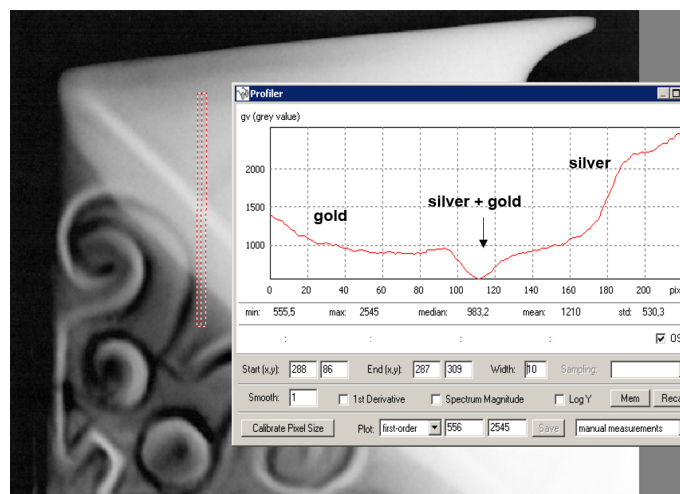 Profiler
gv (grey value)
2000
1500
1000
gold
silver + gold
silver
0 20 40 60 80 100 120 140 160 180 200
min: 555,5 max: 2545 median: 983,2 mean: 1210 std: 530,3
: : : :
Start (x,y): 288 86 End (x,y): 287 309 Width: 10 Sampling:
Smooth: 1 1st Derivative Spectrum Magnitude Log Y Mem
Calibrate Pixel Size Plot: first-order 556 2545 Save manual measurements